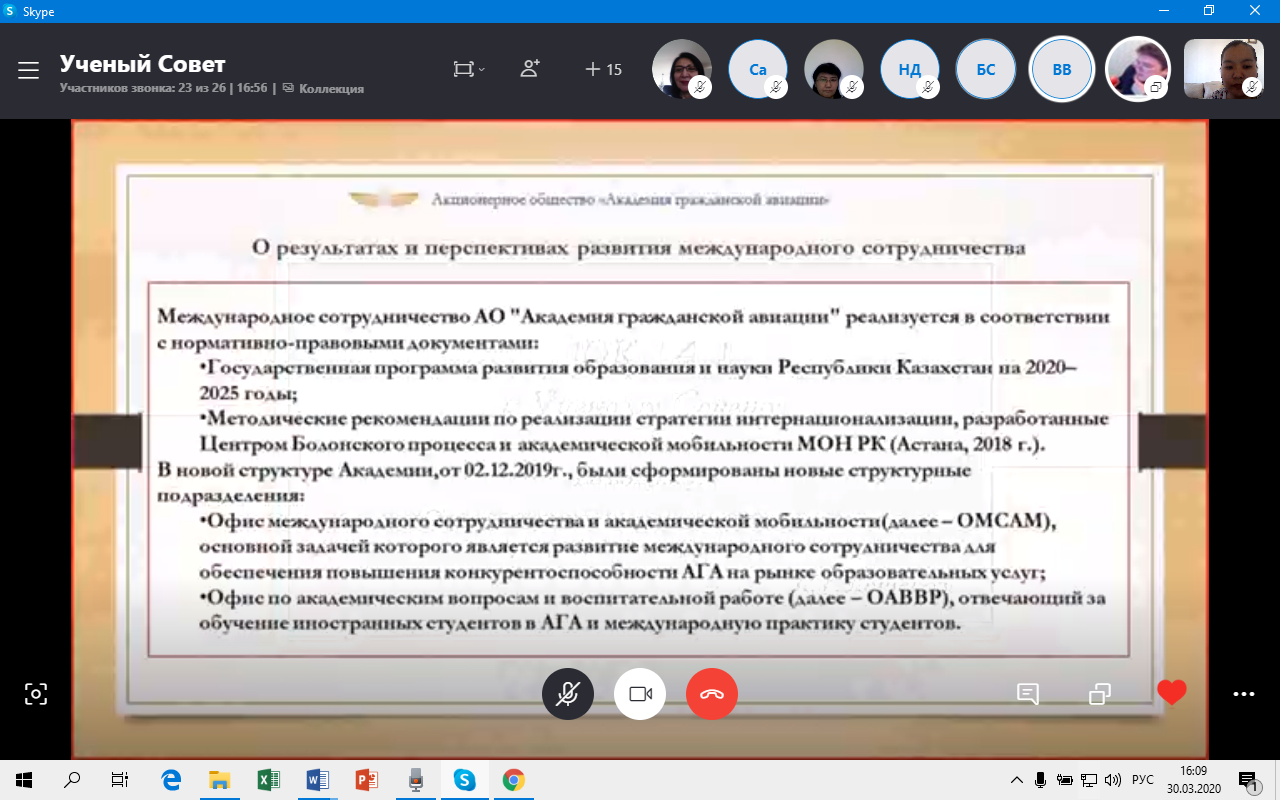 Skype
Ученый Совет
Участников звонка: 23 из 26 | 16:56 | Коллекция
+ 15
Ca
НД
БС
ВВ
Акционерное общество «Академия гражданской авиации»
О результатах и перспективах развития международного сотрудничества
Международное сотрудничество АО "Академия гражданской авиации" реализуется в соответствии
с нормативно-правовыми документами:
•Государственная программа развития образования и науки Республики Казахстан на 2020–
2025 годы;
•Методические рекомендации по реализации стратегии интернационализации, разработанные
Центром Болонского процесса и академической мобильности МОН РК (Астана, 2018 г.).
В новой структуре Академии,от 02.12.2019г., были сформированы новые структурные
подразделения:
•Офис международного сотрудничества и академической мобильности(далее – ОМСАМ),
основной задачей которого является развитие международного сотрудничества для
обеспечения повышения конкурентоспособности АГА на рынке образовательных услуг;
•Офис по академическим вопросам и воспитательной работе (далее – ОАВВР), отвечающий за
обучение иностранных студентов в АГА и международную практику студентов.
РУС
16:09
30.03.2020
1